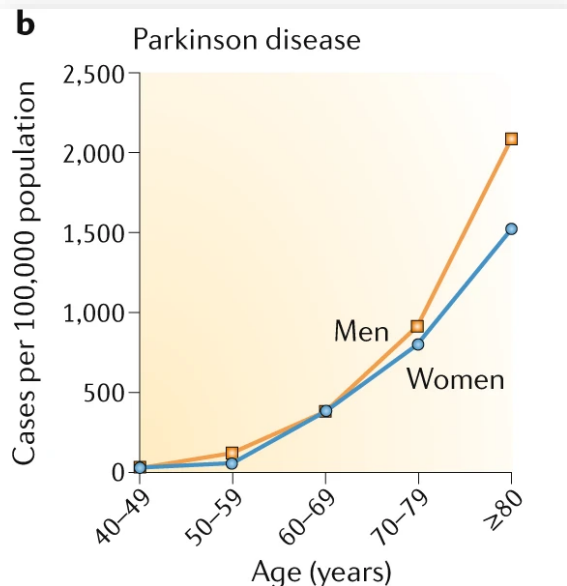 b
Parkinson disease
Cases per 100,000 population
2,500
2,000
1,500
1,000
500
0
Men
Women
40–49
50–59
60–69
70–79
≥80
Age (years)